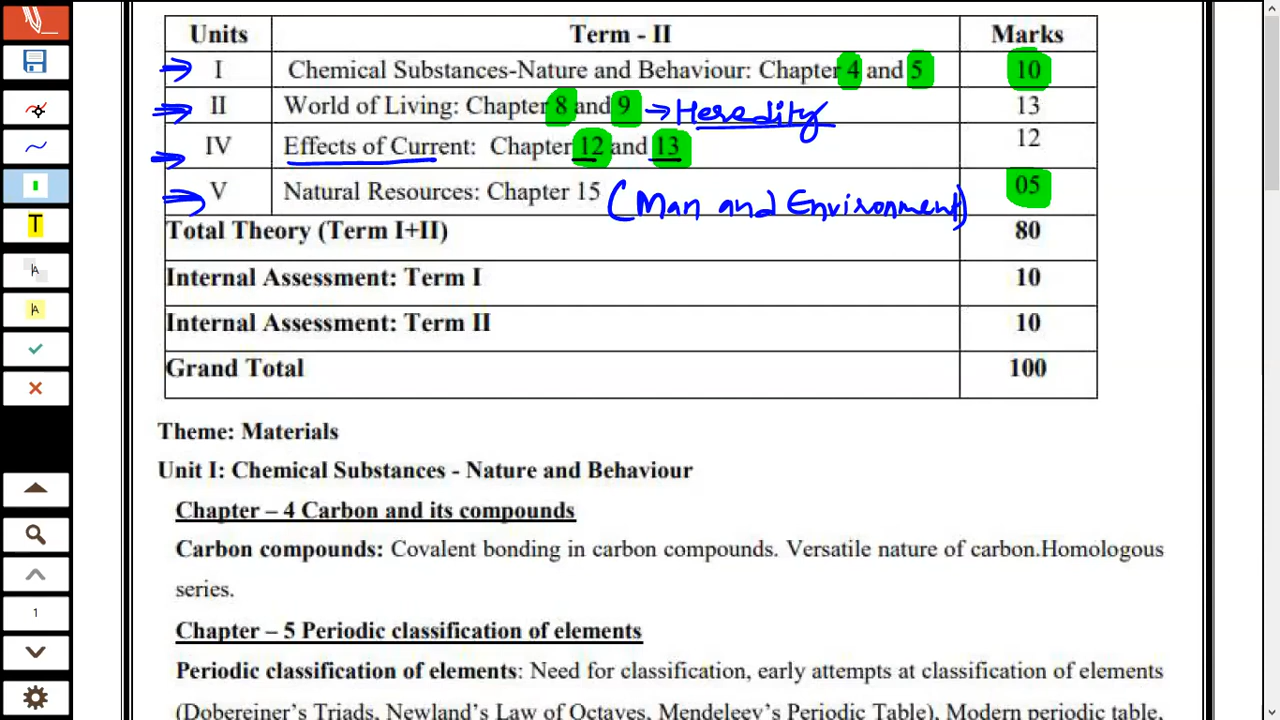 Units Term - II Marks
I Chemical Substances-Nature and Behaviour: Chapter 4 and 5 10
II World of Living: Chapter 8 and 9 → Heredity 13
IV Effects of Current: Chapter 12 and 13 12
V Natural Resources: Chapter 15 (Man and Environment) 05
Total Theory (Term I+II) 80
Internal Assessment: Term I 10
Internal Assessment: Term II 10
Grand Total 100
Theme: Materials
Unit I: Chemical Substances - Nature and Behaviour
Chapter – 4 Carbon and its compounds
Carbon compounds: Covalent bonding in carbon compounds. Versatile nature of carbon.Homologous
series.
Chapter – 5 Periodic classification of elements
Periodic classification of elements: Need for classification, early attempts at classification of elements
(Dobereiner's Triads, Newland's Law of Octaves, Mendeleev's Periodic Table), Modern periodic table,
T
A
A
1